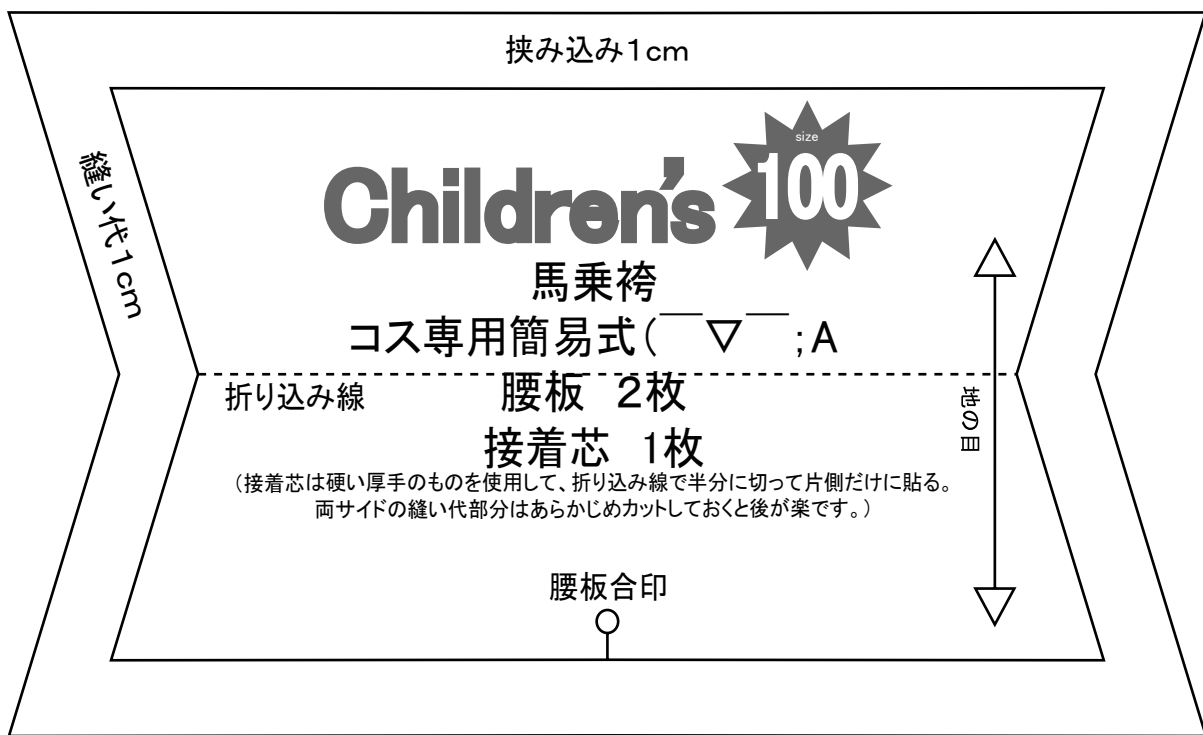 挟み込み1cm
縫い代1cm
size
Children's 100
馬乗袴
コス専用簡易式(￣▽￣;A
折り込み線
腰板 2枚
接着芯 1枚
地の目
(接着芯は硬い厚手のものを使用して、折り込み線で半分に切って片側だけに貼る。
両サイドの縫い代部分はあらかじめカットしておくと後が楽です。)
腰板合印